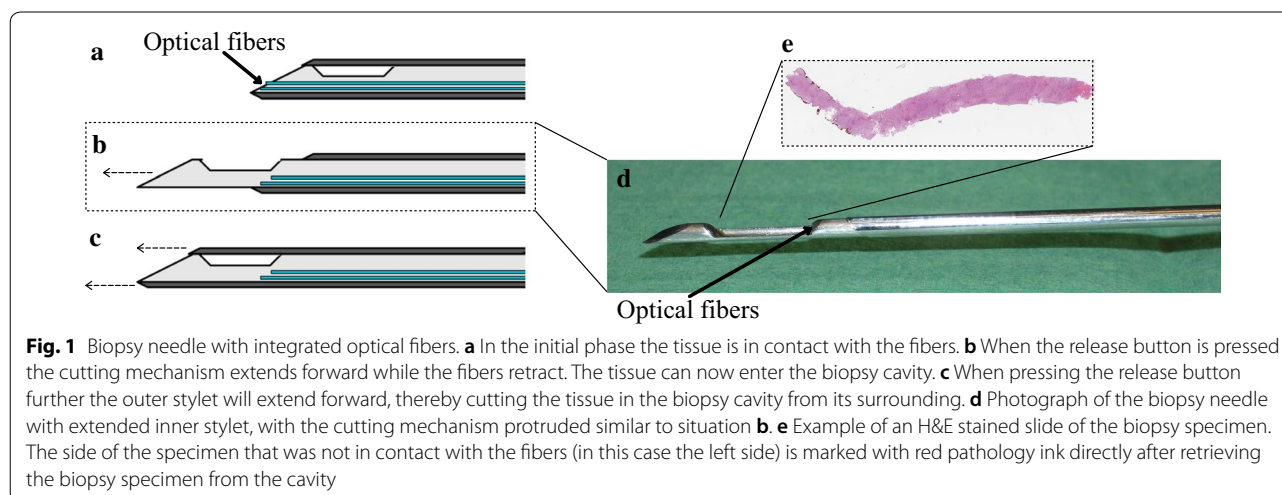 a
Optical fibers
e
b
d
c
Optical fibers
Fig. 1 Biopsy needle with integrated optical fibers. a In the initial phase the tissue is in contact with the fibers. b When the release button is pressed
the cutting mechanism extends forward while the fibers retract. The tissue can now enter the biopsy cavity. c When pressing the release button
further the outer stylet will extend forward, thereby cutting the tissue in the biopsy cavity from its surrounding. d Photograph of the biopsy needle
with extended inner stylet, with the cutting mechanism protruded similar to situation b. e Example of an H&E stained slide of the biopsy specimen.
The side of the specimen that was not in contact with the fibers (in this case the left side) is marked with red pathology ink directly after retrieving
the biopsy specimen from the cavity